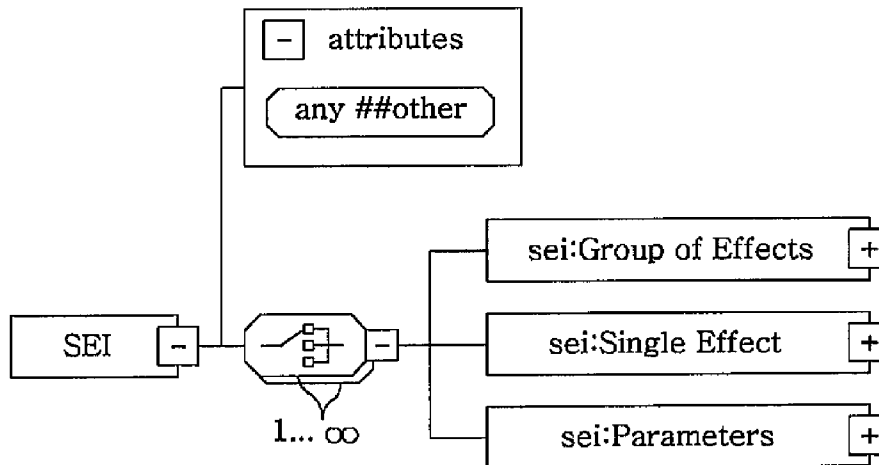 - attributes
any ##other
sei:Group of Effects +
SEI -
-
sei:Single Effect +
1... ∞
sei:Parameters +